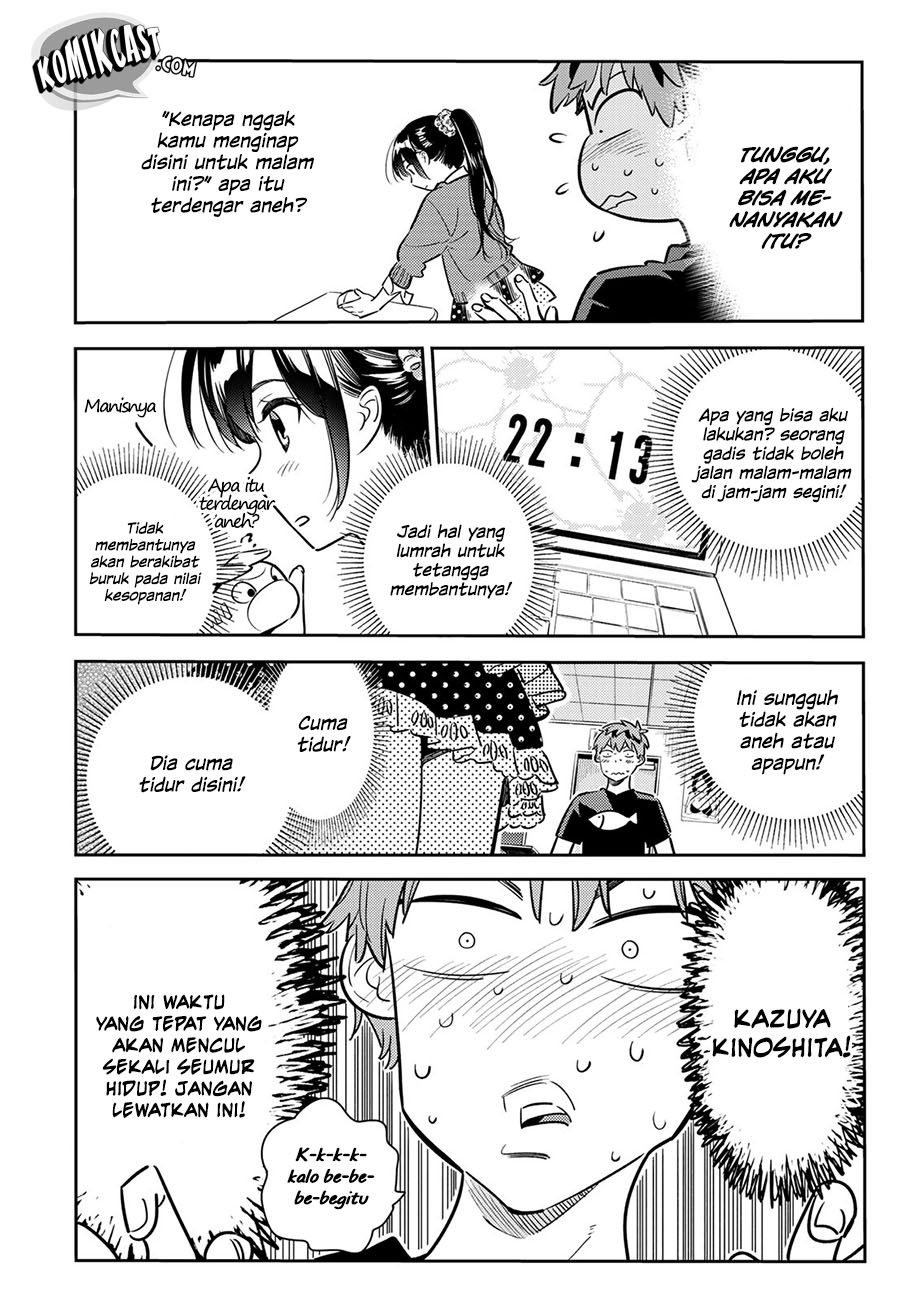 KOMIKCAST
.COM
TUNGGU,
APA AKU
BISA ME-
NANYAKAN
ITU?
"Kenapa nggak
kamu menginap
disini untuk malam
ini?" apa itu
terdengar aneh?
Apa yang bisa aku
lakukan? seorang
gadis tidak boleh
jalan malam-malam
di jam-jam segini!
22:13
Jadi hal yang
lumrah untuk
tetangga
membantunya!
Manisnya
Apa itu
terdengar
aneh?
Tidak
membantunya
akan berakibat
buruk pada nilai
kesopanan!
Ini sungguh
tidak akan
aneh atau
apapun!
Cuma
tidur!
Dia cuma
tidur disini!
KAZUYA
KINOSHITA!
INI WAKTU
YANG TEPAT YANG
AKAN MENCUL
SEKALI SEUMUR
HIDUP! JANGAN
LEWATKAN INI!
K-k-k-k-
kalo be-be-
be-begitu